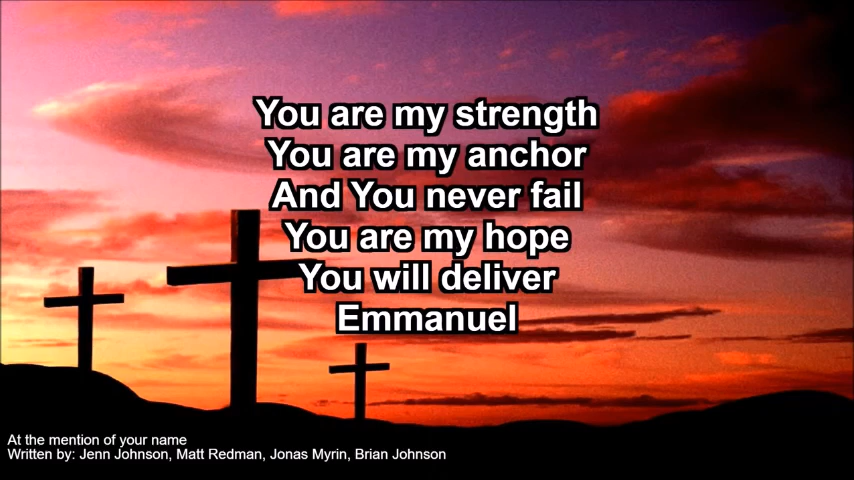 You are my strength
You are my anchor
And You never fail
You are my hope
You will deliver
Emmanuel
At the mention of your name
Written by: Jenn Johnson, Matt Redman, Jonas Myrin, Brian Johnson